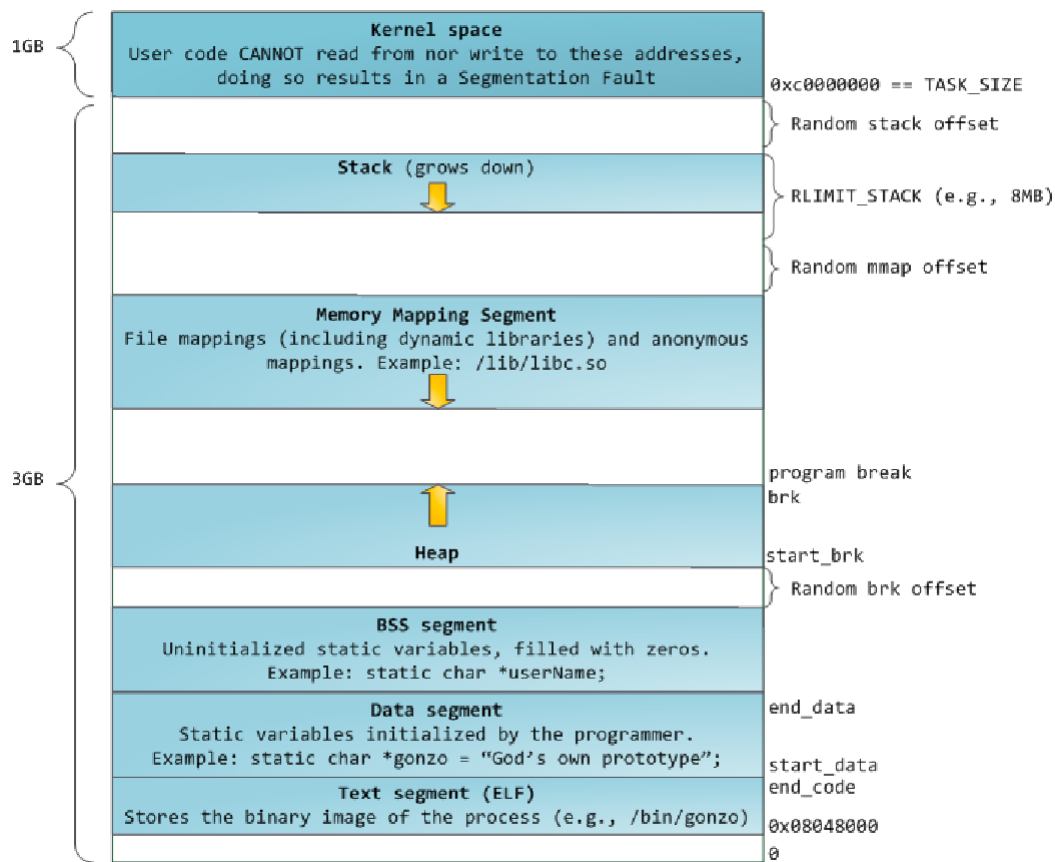 1GB
Kernel space
User code CANNOT read from nor write to these addresses,
doing so results in a Segmentation Fault
0xc0000000 == TASK_SIZE
Random stack offset
Stack (grows down)
RLIMIT_STACK (e.g., 8MB)
Random mmap offset
Memory Mapping Segment
File mappings (including dynamic libraries) and anonymous
mappings. Example: /lib/libc.so
3GB
program break
brk
Heap
start_brk
Random brk offset
BSS segment
Uninitialized static variables, filled with zeros.
Example: static char *userName;
end_data
Data segment
Static variables initialized by the programmer.
Example: static char *gonzo = “God’s own prototype”;
start_data
end_code
Text segment (ELF)
Stores the binary image of the process (e.g., /bin/gonzo)
0x08048000
0